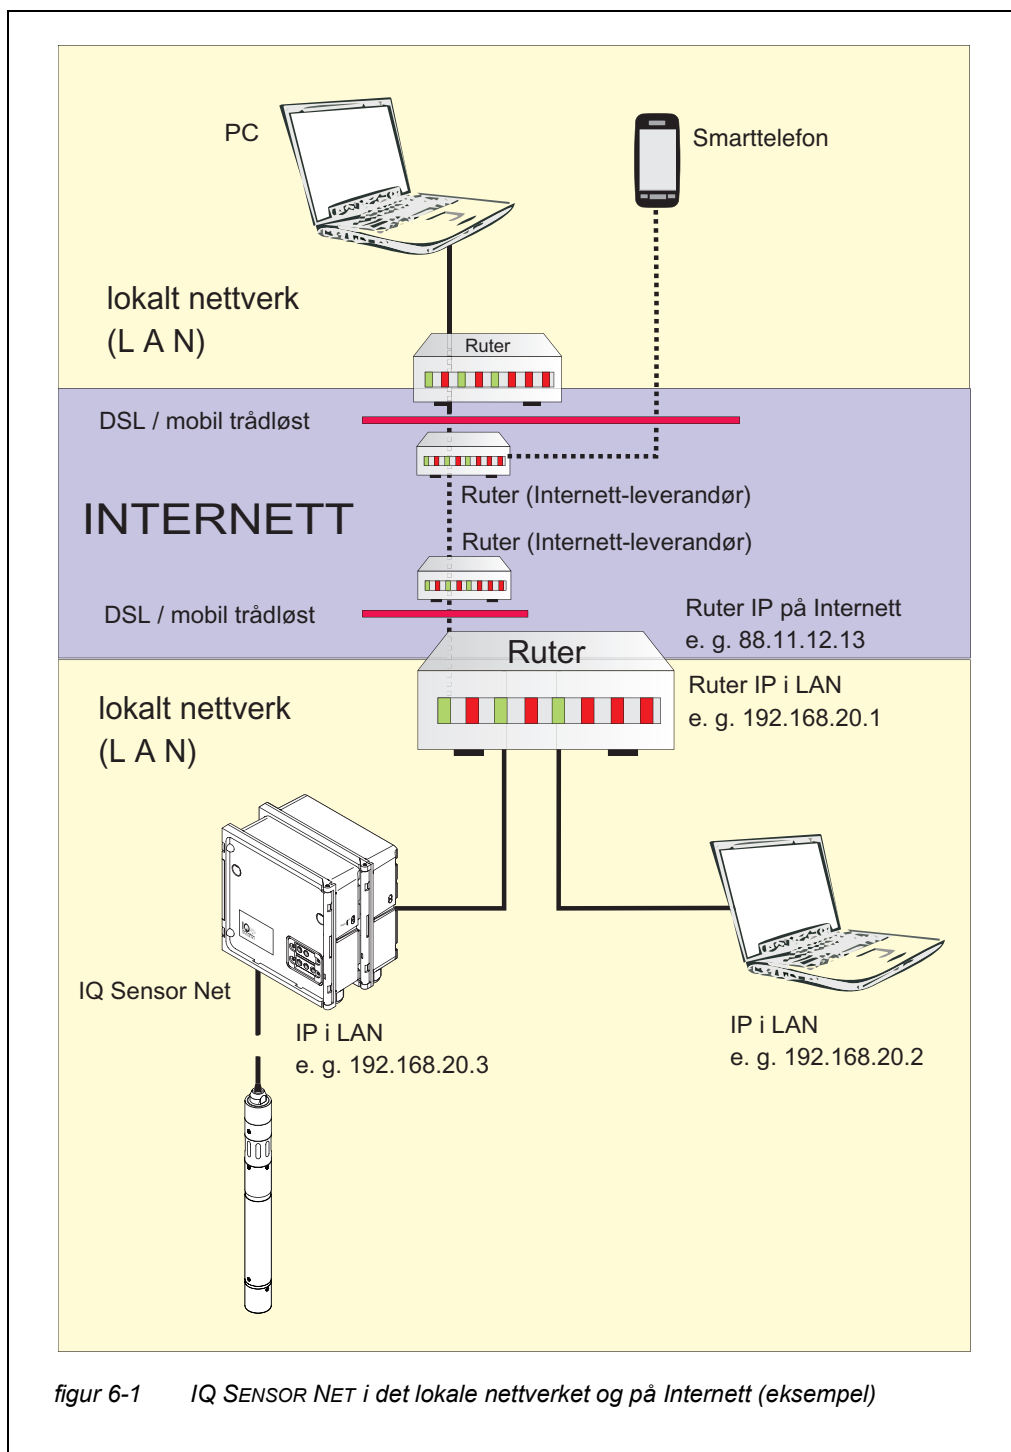 PC
Smarttelefon
lokalt nettverk
(L A N)
Ruter
DSL / mobil trådløst
Ruter (Internett-leverandør)
INTERNETT
Ruter (Internett-leverandør)
DSL / mobil trådløst
Ruter IP på Internett
e. g. 88.11.12.13
Ruter
Ruter IP i LAN
e. g. 192.168.20.1
lokalt nettverk
(L A N)
IQ
IQ Sensor Net
IP i LAN
e. g. 192.168.20.3
IP i LAN
e. g. 192.168.20.2
figur 6-1 IQ SENSOR NET i det lokale nettverket og på Internett (eksempel)